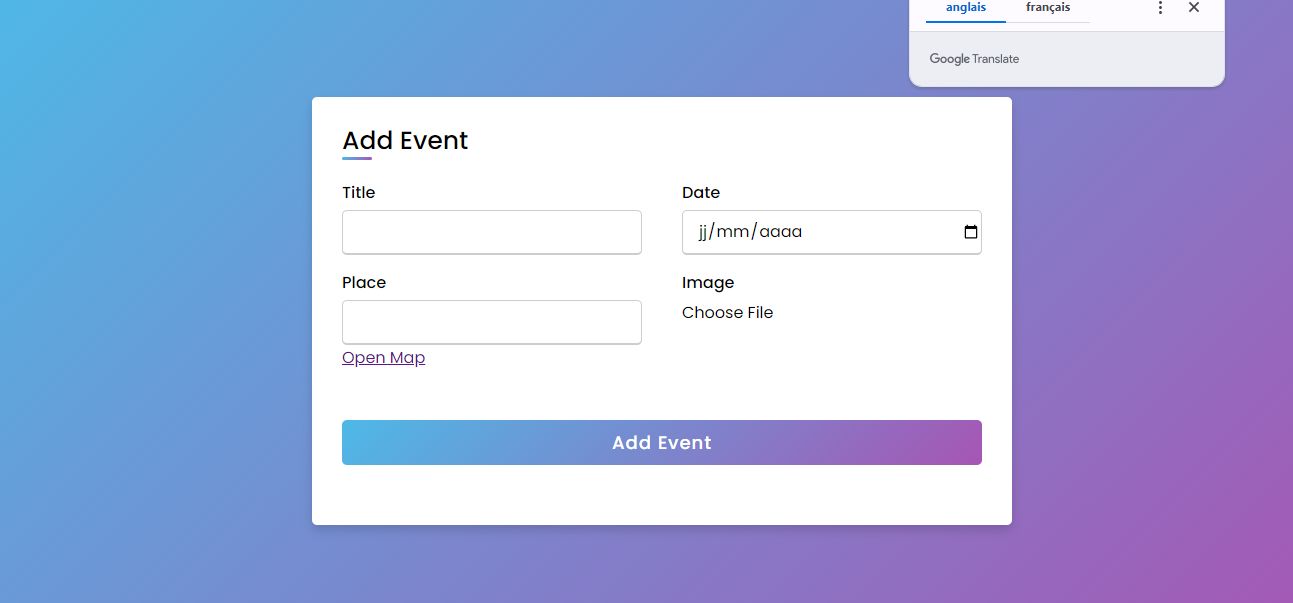 anglais français
Google Translate
Add Event
Title Date
jj/mm/aaaa
Place Image
Choose File
Open Map
Add Event